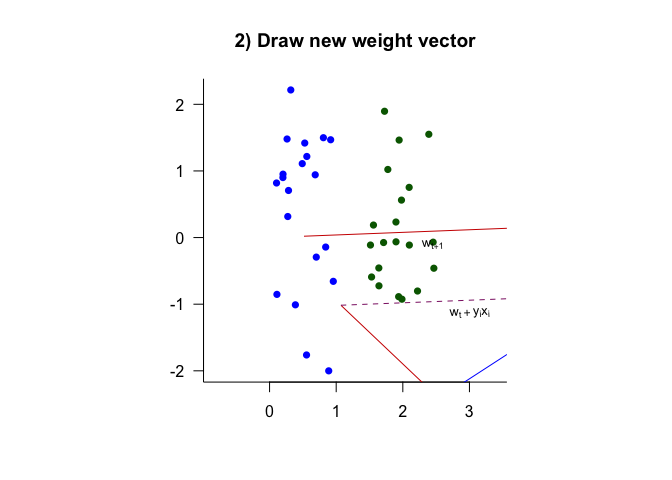 2) Draw new weight vector
2
1
0
-1
-2
w_{t+1}
w_t + y_i x_i
0 1 2 3